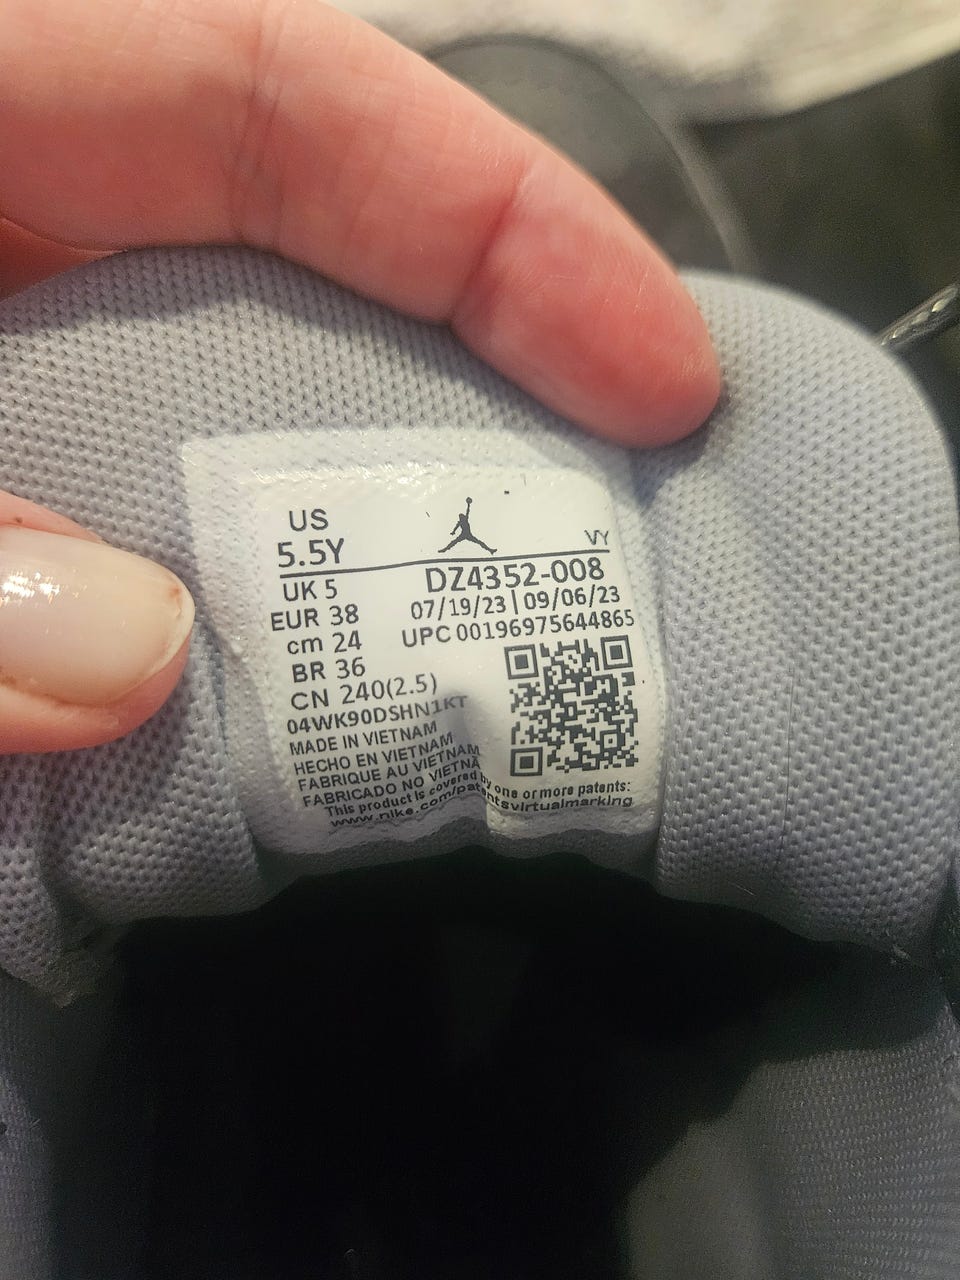 US
5.5Y
VY
UK 5
EUR 38
cm 24
BR 36
CN 240(2.5)
DZ4352-008
07/19/23 | 09/06/23
UPC 00196975644865
04WK90DSHN1KT
MADE IN VIETNAM
HECHO EN VIETNAM
FABRIQUE AU VIETNAM
FABRICADO NO VIETNÃ
This product is covered by one or more patents:
www.nike.com/patentsvirtualmarking